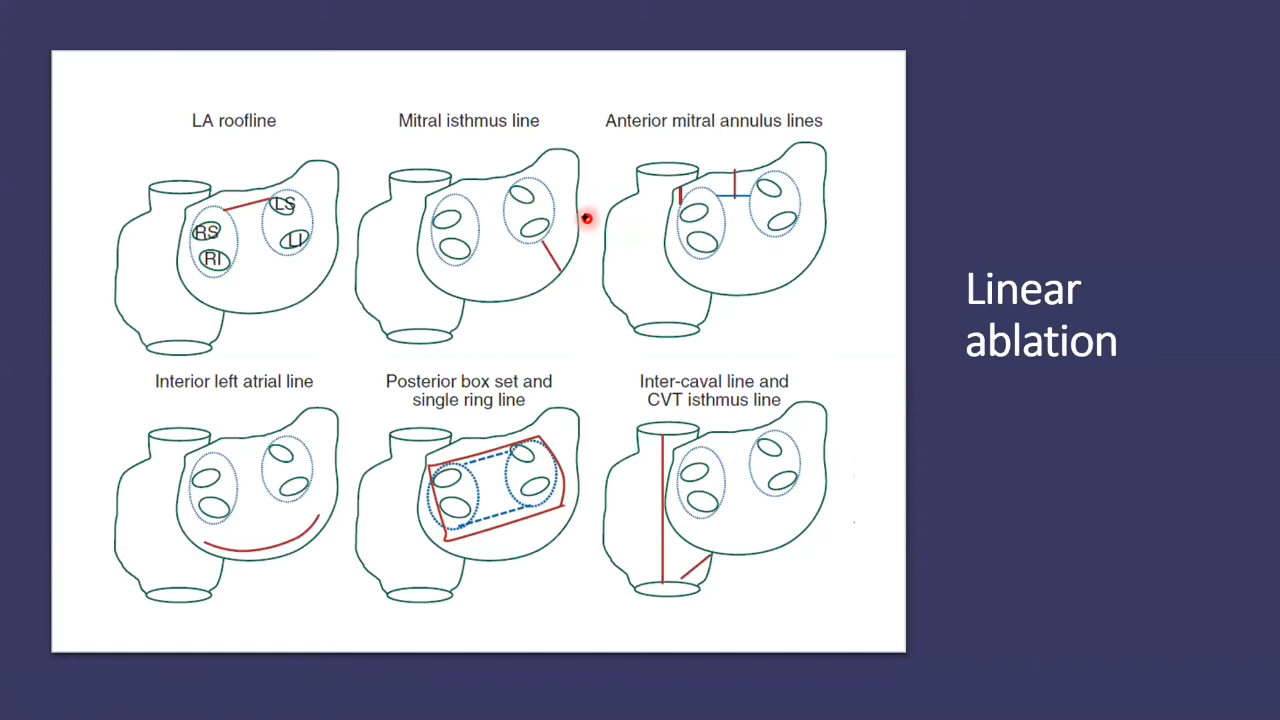 LA roofline
Mitral isthmus line
Anterior mitral annulus lines
LS
RS
LI
RI
Interior left atrial line
Posterior box set and
single ring line
Inter-caval line and
CVT isthmus line
Linear
ablation